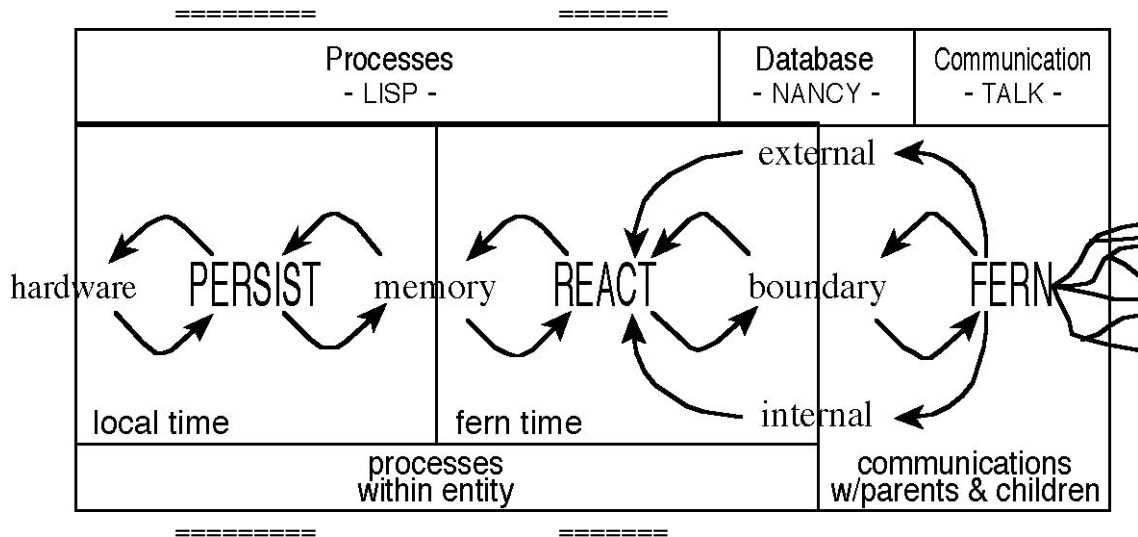 ========= =======
Processes Database Communication
- LISP - - NANCY - - TALK -
external
hardware PERSIST memory REACT boundary FERN
internal
local time fern time
processes communications
within entity w/parents & children
========= =======